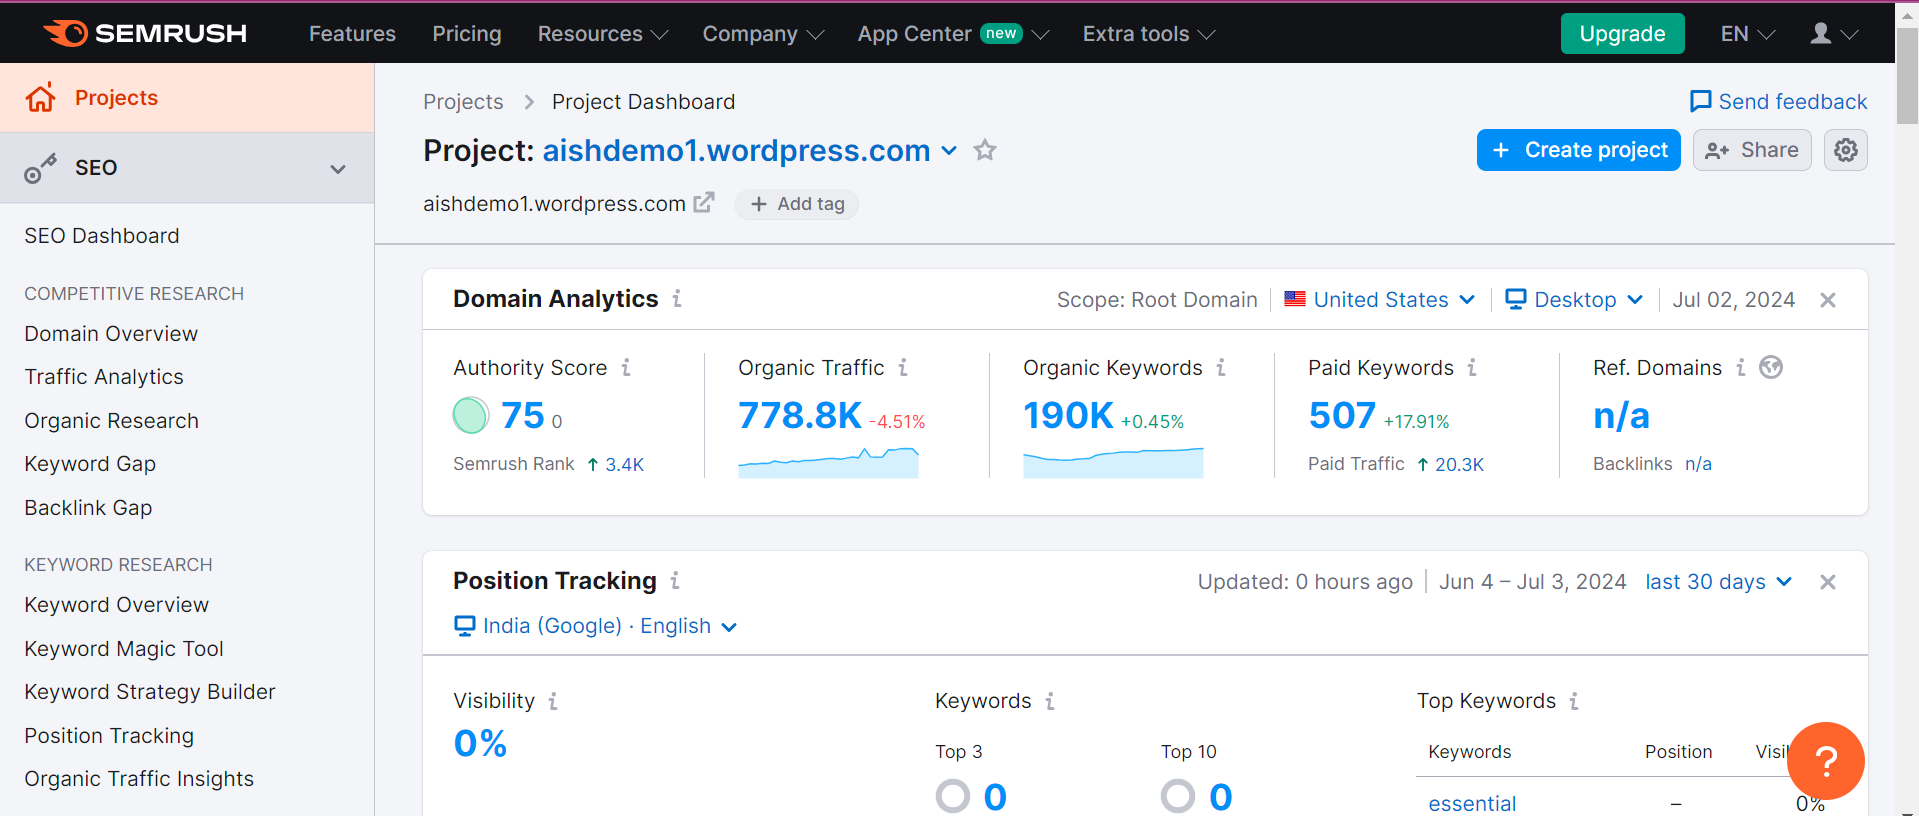 SEMRUSH Features Pricing Resources Company App Center new Extra tools Upgrade EN
Projects
SEO
SEO Dashboard
COMPETITIVE RESEARCH
Domain Overview
Traffic Analytics
Organic Research
Keyword Gap
Backlink Gap
KEYWORD RESEARCH
Keyword Overview
Keyword Magic Tool
Keyword Strategy Builder
Position Tracking
Organic Traffic Insights
Projects > Project Dashboard
Send feedback
Project: aishdemo1.wordpress.com
+ Create project Share
aishdemo1.wordpress.com + Add tag
Domain Analytics i Scope: Root Domain United States Desktop Jul 02, 2024 ×
Authority Score i
75 0
Semrush Rank ↑ 3.4K
Organic Traffic i
778.8K -4.51%
Organic Keywords i
190K +0.45%
Paid Keywords i
507 +17.91%
Paid Traffic ↑ 20.3K
Ref. Domains i
n/a
Backlinks n/a
Position Tracking i Updated: 0 hours ago Jun 4 – Jul 3, 2024 last 30 days ×
India (Google) · English
Visibility i
0%
Keywords i
Top 3 Top 10
0 0
Top Keywords i
Keywords Position
essential – 0%
?